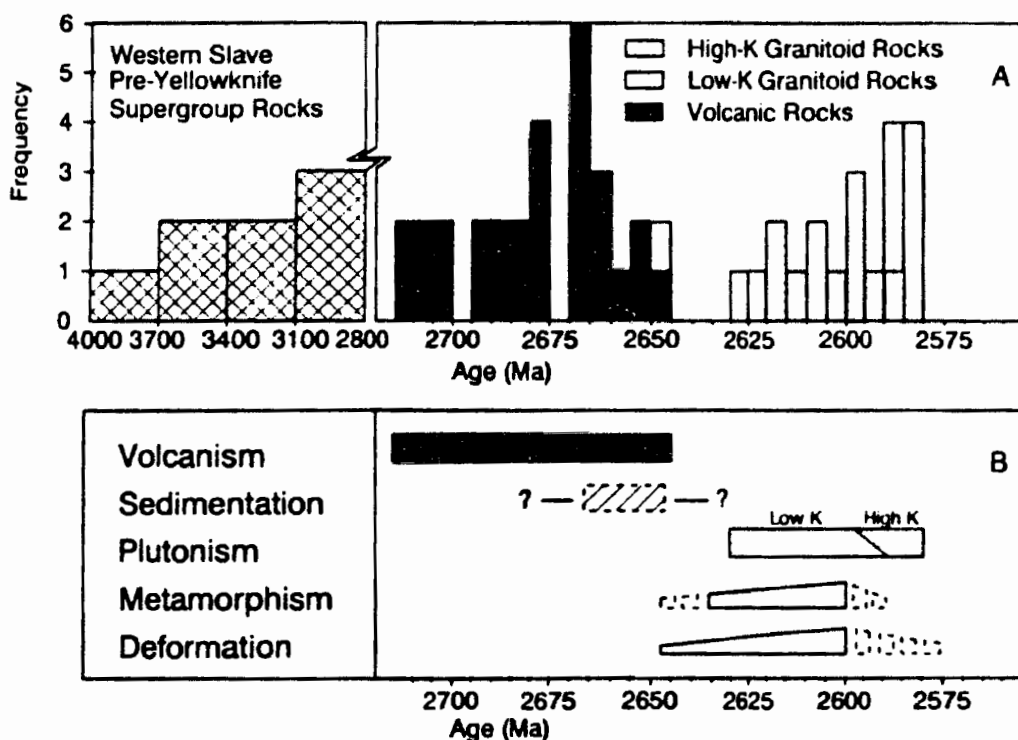 6
5
4
3
2
1
0
Frequency
Western Slave
Pre-Yellowknife
Supergroup Rocks
High-K Granitoid Rocks
Low-K Granitoid Rocks
Volcanic Rocks
A
4000 3700 3400 3100 2800 2700 2675 2650 2625 2600 2575
Age (Ma)
B
Volcanism
Sedimentation ? ?
Low K High K
Plutonism
Metamorphism
Deformation
2700 2675 2650 2625 2600 2575
Age (Ma)